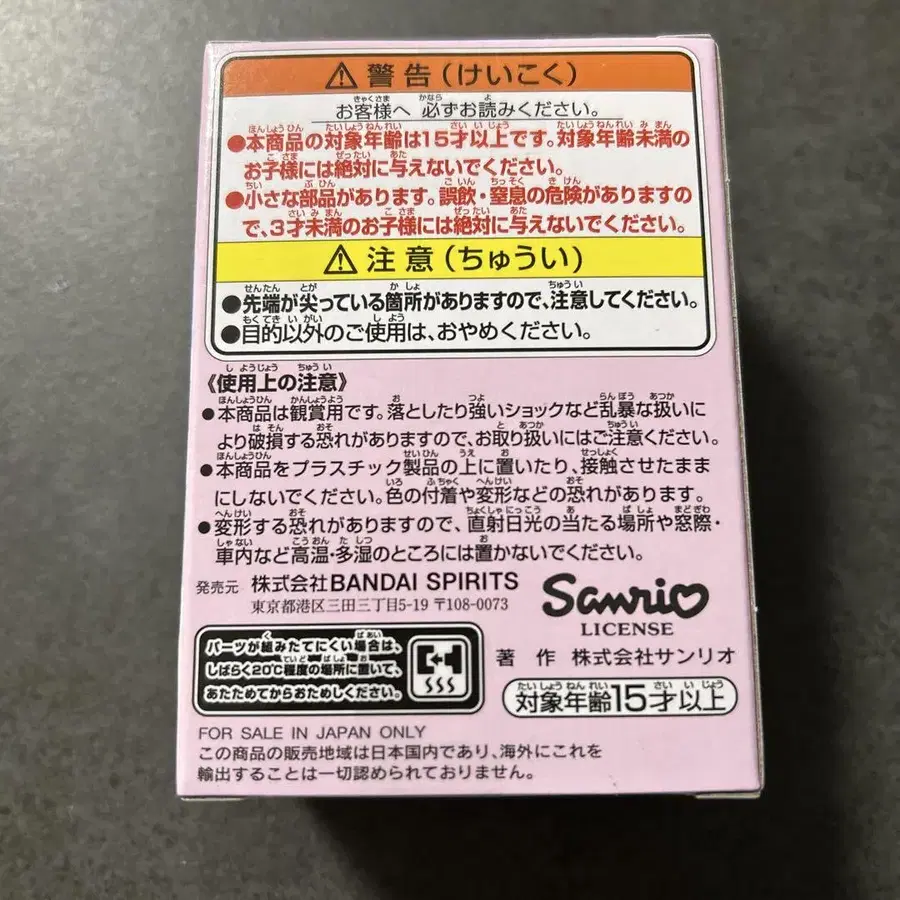 ⚠ 警告(けいこく)
お客様へ 必ずお読みください。
●本商品の対象年齢は15才以上です。対象年齢未満の
お子様には絶対に与えないでください。
●小さな部品があります。誤飲・窒息の危険がありますの
で、3才未満のお子様には絶対に与えないでください。
⚠ 注意(ちゅうい)
●先端が尖っている箇所がありますので、注意してください。
●目的以外のご使用は、おやめください。
《使用上の注意》
●本商品は観賞用です。落としたり強いショックなど乱暴な扱いに
より破損する恐れがありますので、お取り扱いにはご注意ください。
●本商品をプラスチック製品の上に置いたり、接触させたまま
にしないでください。色の付着や変形などの恐れがあります。
●変形する恐れがありますので、直射日光の当たる場所や窓際・
車内など高温・多湿のところには置かないでください。
発売元 株式会社BANDAI SPIRITS
東京都港区三田三丁目5-19 〒108-0073
Sanrio
LICENSE
著作 株式会社サンリオ
パーツが組みたてにくい場合は、
しばらく20℃程度の場所に置いて、
あたためてからおためしください。
対象年齢15才以上
FOR SALE IN JAPAN ONLY
この商品の販売地域は日本国内であり、海外にこれを
輸出することは一切認められておりません。